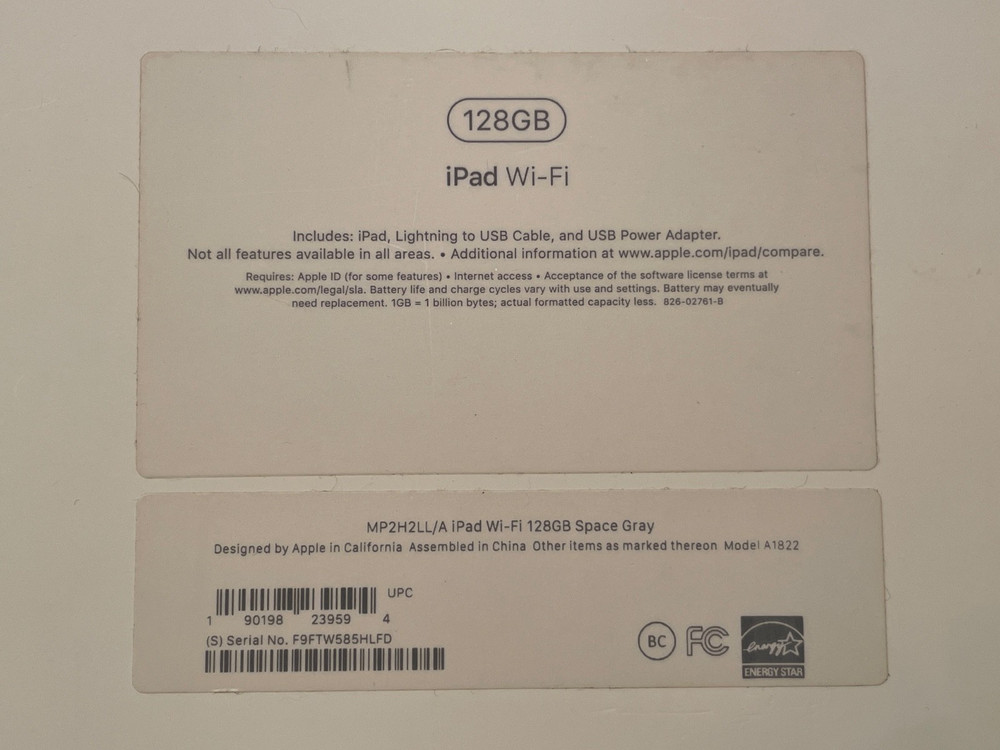 128GB
iPad Wi-Fi
Includes: iPad, Lightning to USB Cable, and USB Power Adapter.
Not all features available in all areas. • Additional information at www.apple.com/ipad/compare.
Requires: Apple ID (for some features) • Internet access • Acceptance of the software license terms at
www.apple.com/legal/sla. Battery life and charge cycles vary with use and settings. Battery may eventually
need replacement. 1GB = 1 billion bytes; actual formatted capacity less. 826-02761-B
MP2H2LL/A iPad Wi-Fi 128GB Space Gray
Designed by Apple in California Assembled in China Other items as marked thereon Model A1822
UPC
1 90198 23959 4
(S) Serial No. F9FTW585HLFD
BC FC energy
ENERGY STAR